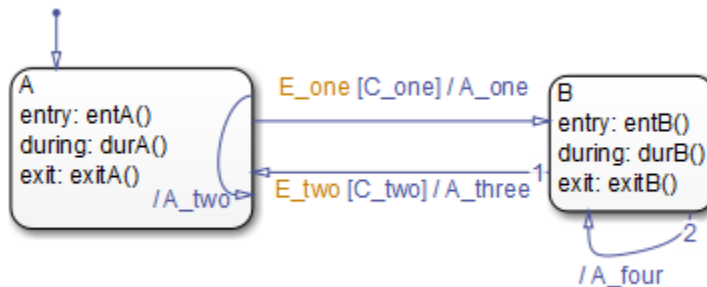 A
entry: entA()
during: durA()
exit: exitA()
/ A_two
E_one [C_one] / A_one
E_two [C_two] / A_three
1
B
entry: entB()
during: durB()
exit: exitB()
2
/ A_four